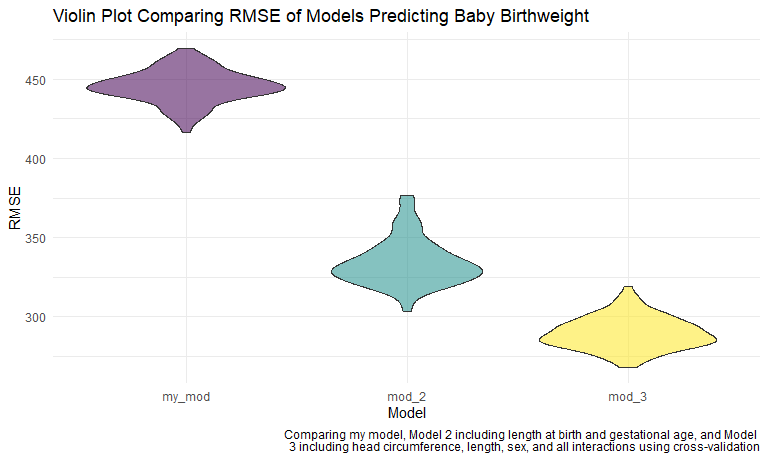 Violin Plot Comparing RMSE of Models Predicting Baby Birthweight
450
400
350
300
RMSE
my_mod mod_2 mod_3
Model
Comparing my model, Model 2 including length at birth and gestational age, and Model
3 including head circumference, length, sex, and all interactions using cross-validation